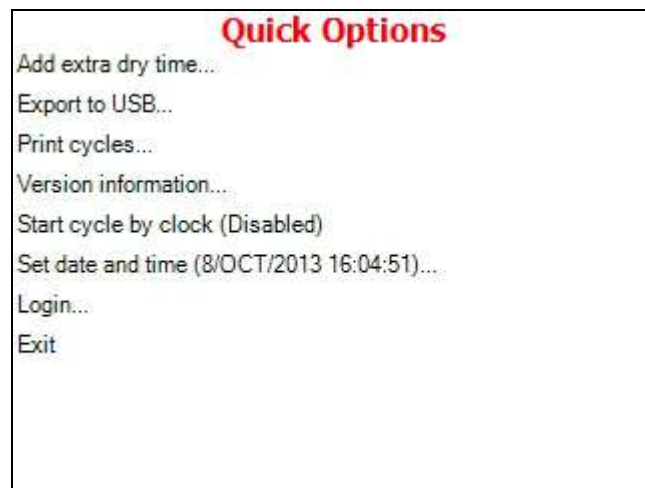 Quick Options
Add extra dry time...
Export to USB...
Print cycles...
Version information...
Start cycle by clock (Disabled)
Set date and time (8/OCT/2013 16:04:51)...
Login...
Exit